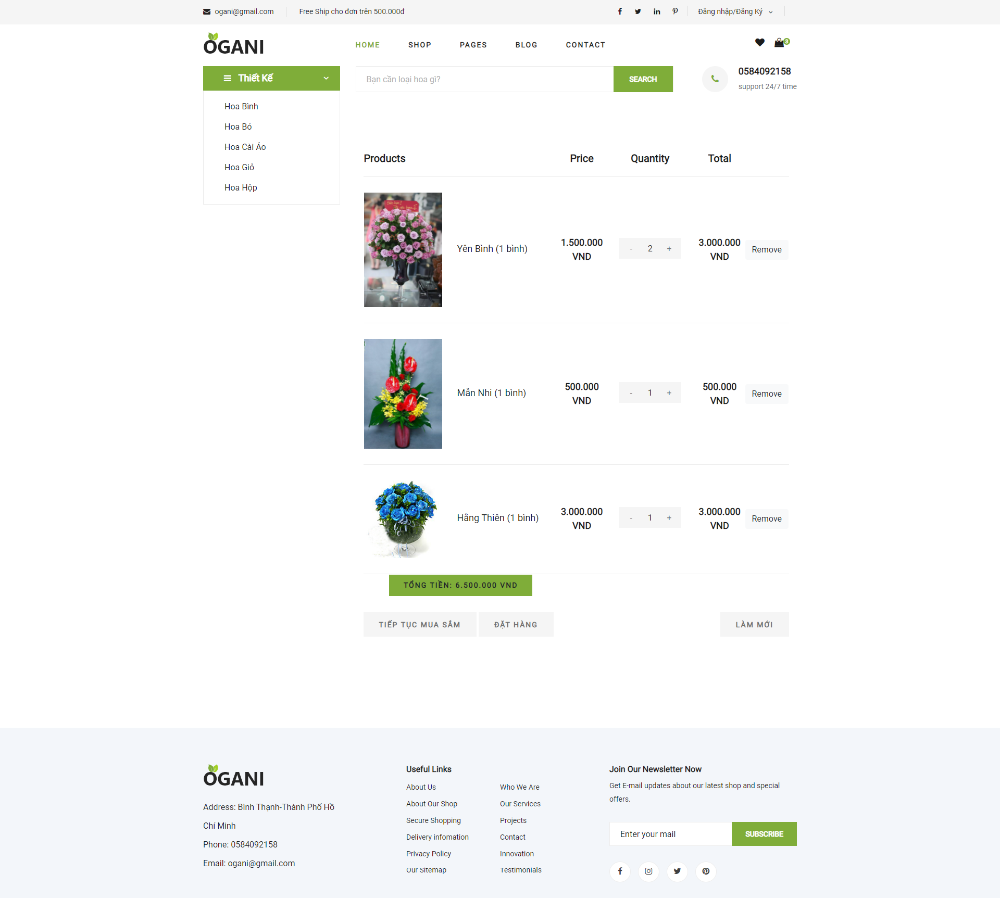 ogani@gmail.com
Free Ship cho đơn trên 500.000đ
Đăng nhập/Đăng Ký
OGANI
HOME
SHOP
PAGES
BLOG
CONTACT
3
Thiết Kế
Bạn cần loại hoa gì?
SEARCH
0584092158
support 24/7 time
Hoa Bình
Hoa Bó
Hoa Cài Áo
Hoa Giỏ
Hoa Hộp
Products
Price
Quantity
Total
Yên Bình (1 bình)
1.500.000
VND
- 2 +
3.000.000
VND
Remove
Mẫn Nhi (1 bình)
500.000
VND
- 1 +
500.000
VND
Remove
Hằng Thiên (1 bình)
3.000.000
VND
- 1 +
3.000.000
VND
Remove
TỔNG TIỀN: 6.500.000 VND
TIẾP TỤC MUA SẮM
ĐẶT HÀNG
LÀM MỚI
OGANI
Address: Bình Thạnh-Thành Phố Hồ
Chí Minh
Phone: 0584092158
Email: ogani@gmail.com
Useful Links
About Us
About Our Shop
Secure Shopping
Delivery infomation
Privacy Policy
Our Sitemap
Who We Are
Our Services
Projects
Contact
Innovation
Testimonials
Join Our Newsletter Now
Get E-mail updates about our latest shop and special
offers.
Enter your mail
SUBSCRIBE